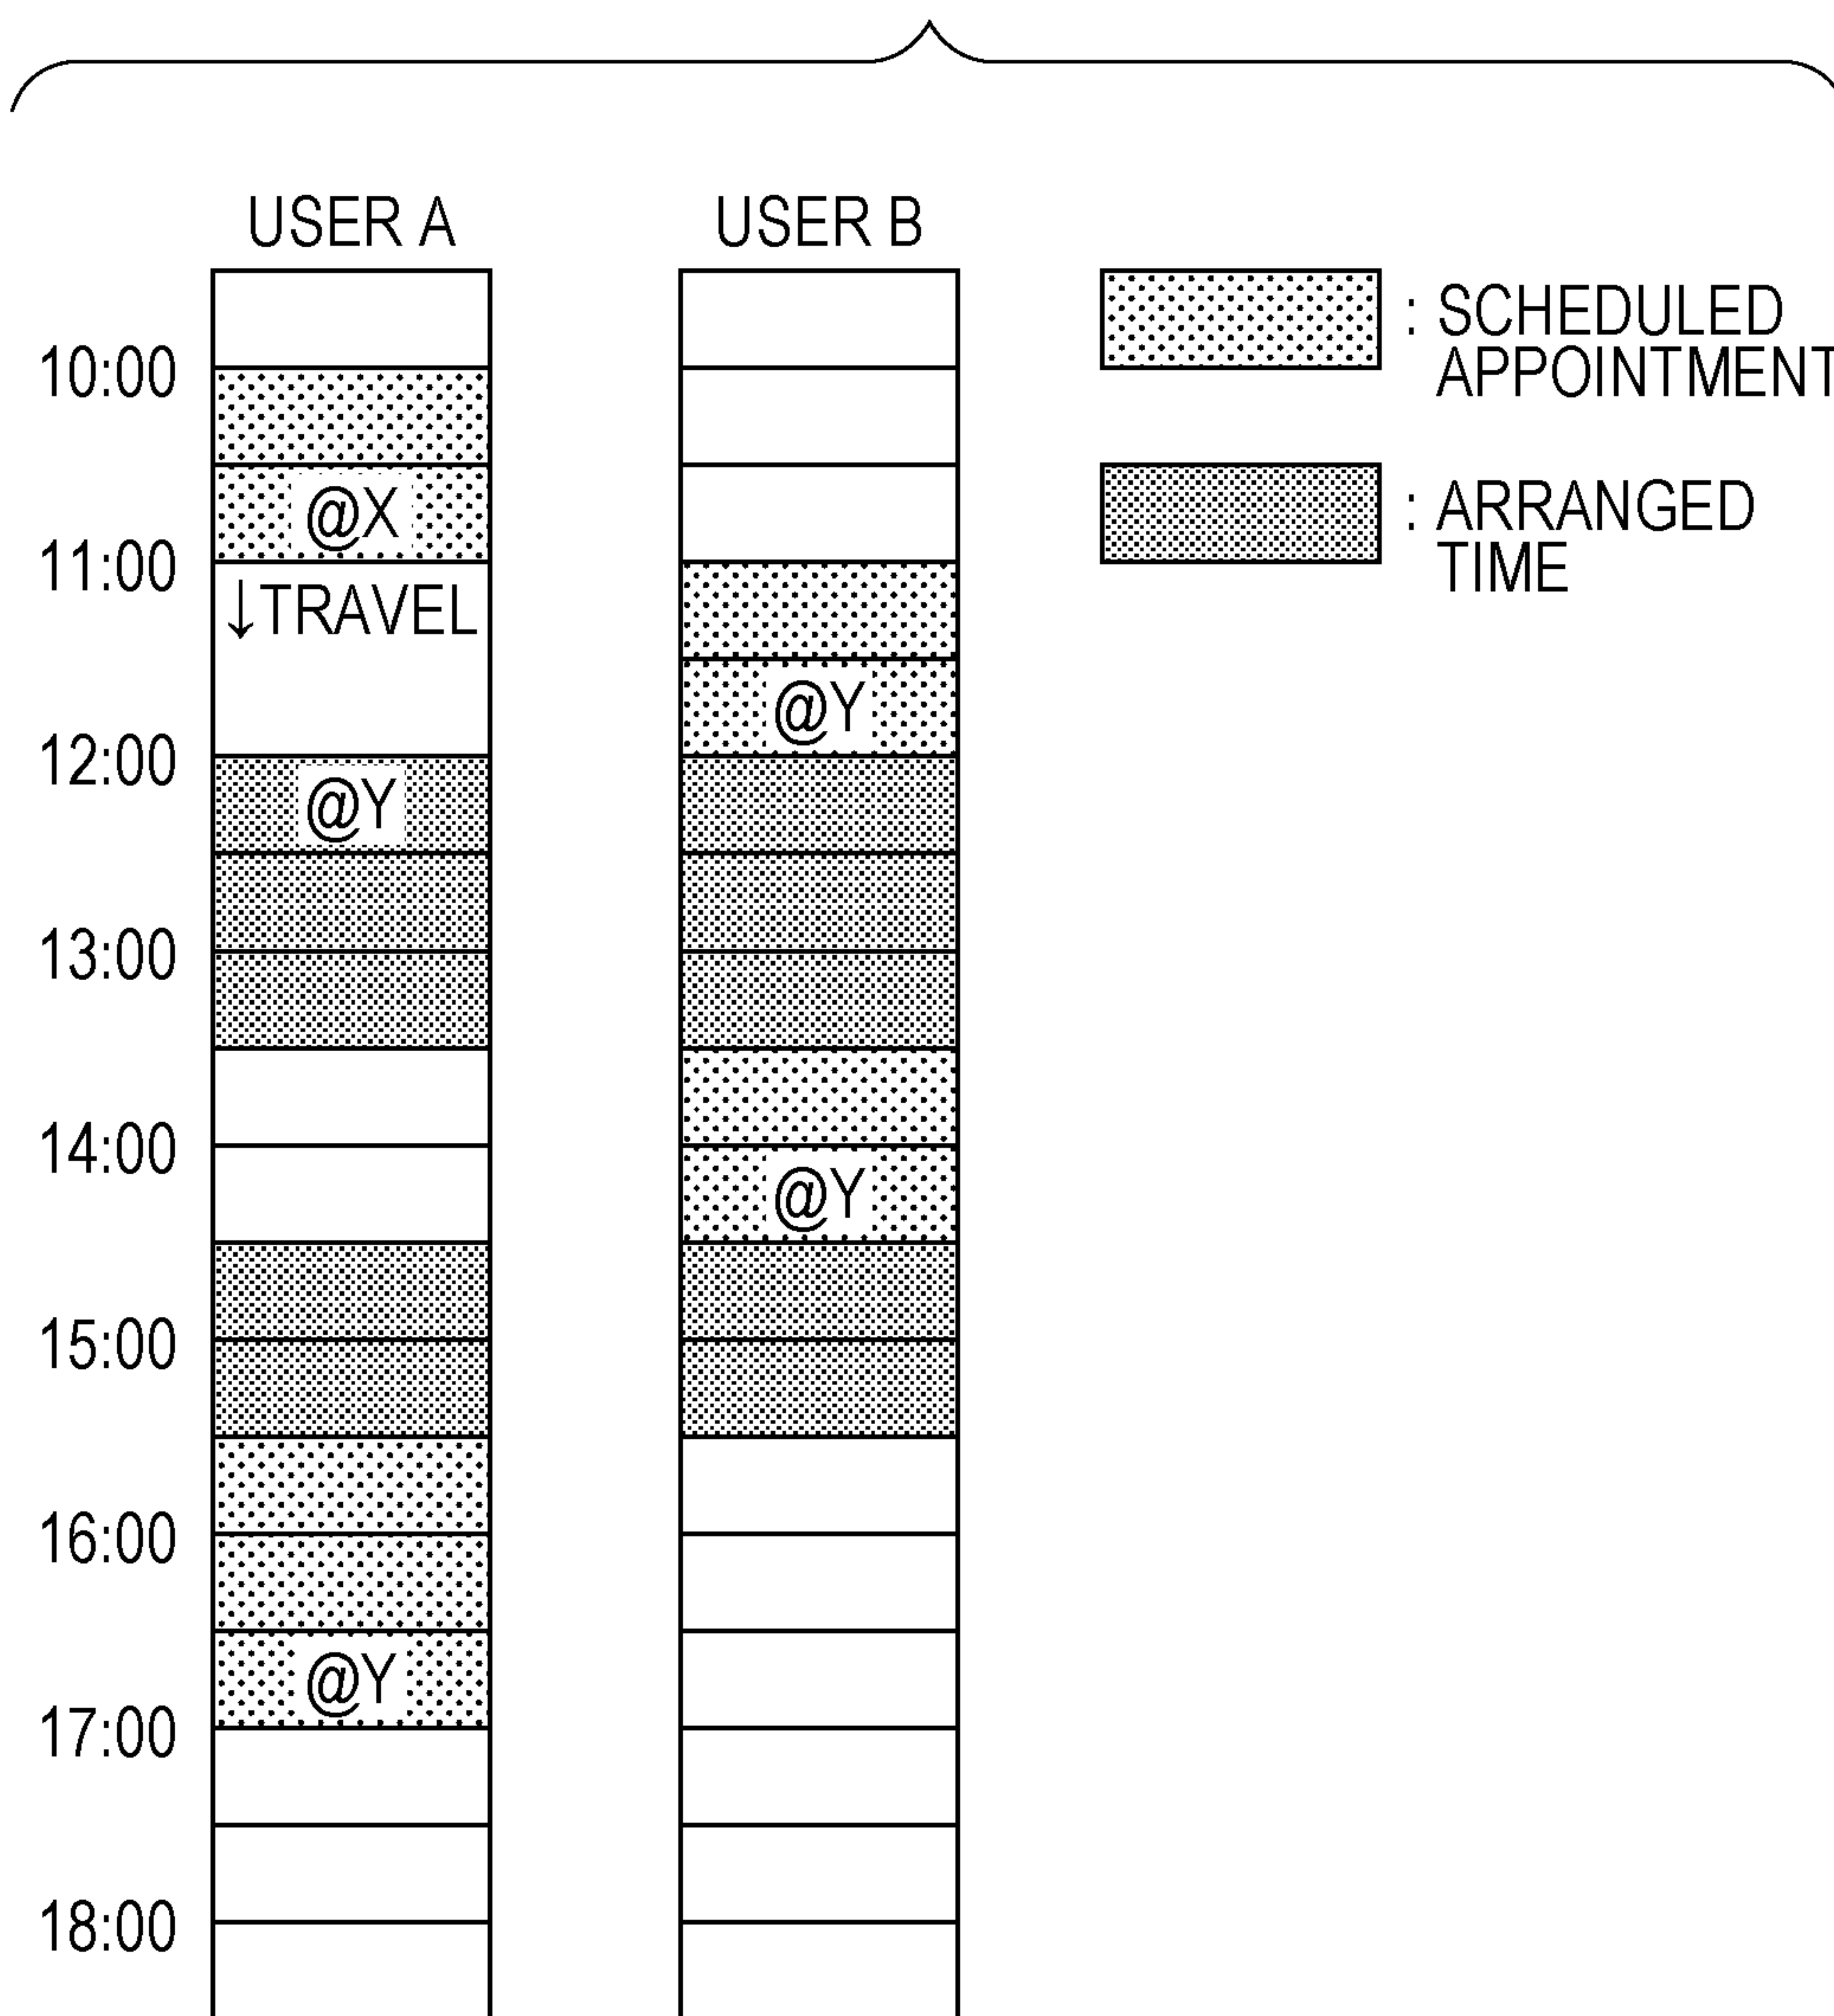 USER A USER B
: SCHEDULED
APPOINTMENT
10:00
@X : ARRANGED
TIME
11:00
↓TRAVEL
@Y
12:00
@Y
13:00
14:00
@Y
15:00
16:00
@Y
17:00
18:00